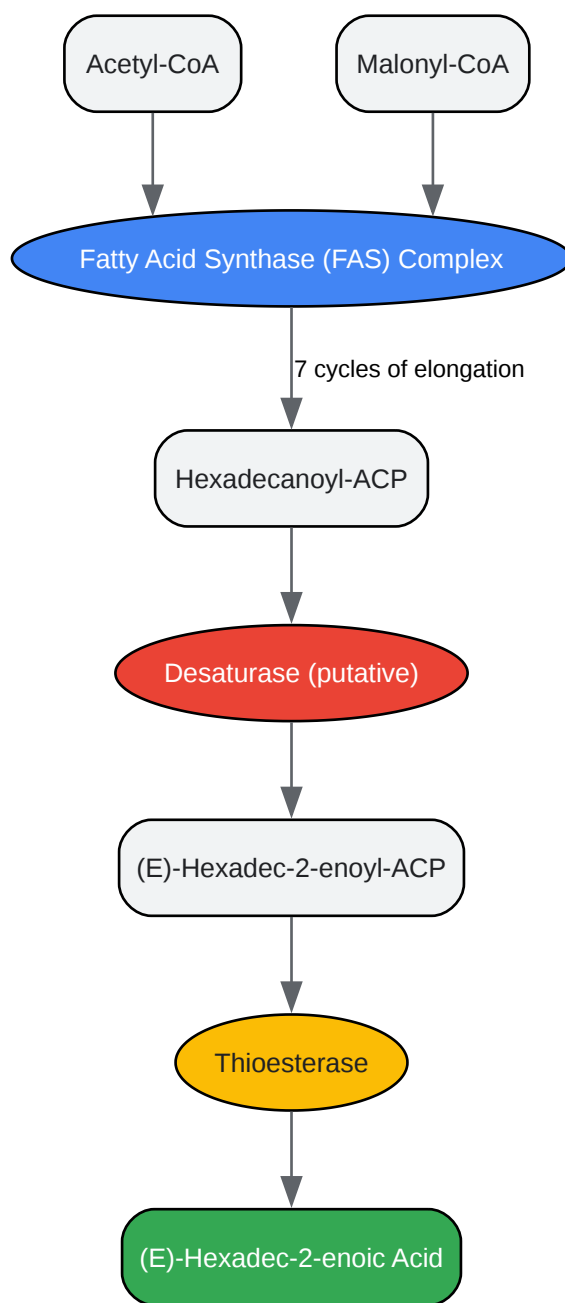 Acetyl-CoA
Malonyl-CoA
Fatty Acid Synthase (FAS) Complex
7 cycles of elongation
Hexadecanoyl-ACP
Desaturase (putative)
(E)-Hexadec-2-enoyl-ACP
Thioesterase
(E)-Hexadec-2-enoic Acid